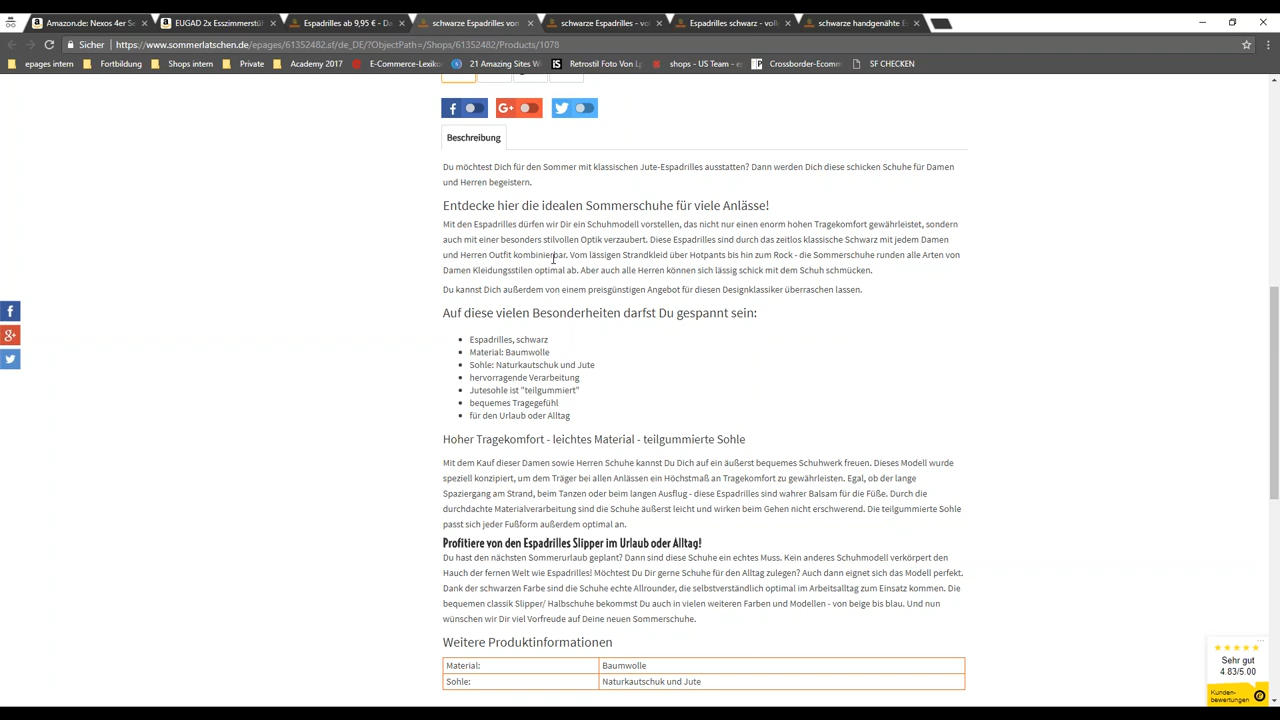 Amazon.de: Nexos 4er S
EUGAD 2x Esszimmerstü
Espadrilles ab 9,95 € - D
schwarze Espadrilles von
schwarze Espadrilles - vo
Espadrilles schwarz - voll
schwarze handgenähte Es
Sicher
https://www.sommerlatschen.de/epages/61352482.sf/de_DE/?ObjectPath=/Shops/61352482/Products/1078
epages intern
Fortbildung
Shops intern
Private
Academy 2017
E-Commerce-Lexiko
21 Amazing Sites W
Retrostil Foto Von Lp
shops - US Team - e
Crossborder-Ecomm
SF CHECKEN
Beschreibung
Du möchtest Dich für den Sommer mit klassischen Jute-Espadrilles ausstatten? Dann werden Dich diese schicken Schuhe für Damen
und Herren begeistern.
Entdecke hier die idealen Sommerschuhe für viele Anlässe!
Mit den Espadrilles dürfen wir Dir ein Schuhmodell vorstellen, das nicht nur einen enorm hohen Tragekomfort gewährleistet, sondern
auch mit einer besonders stilvollen Optik verzaubert. Diese Espadrilles sind durch das zeitlos klassische Schwarz mit jedem Damen
und Herren Outfit kombinierbar. Vom lässigen Strandkleid über Hotpants bis hin zum Rock - die Sommerschuhe runden alle Arten von
Damen Kleidungsstilen optimal ab. Aber auch alle Herren können sich lässig schick mit dem Schuh schmücken.
Du kannst Dich außerdem von einem preisgünstigen Angebot für diesen Designklassiker überraschen lassen.
Auf diese vielen Besonderheiten darfst Du gespannt sein:
Espadrilles, schwarz
Material: Baumwolle
Sohle: Naturkautschuk und Jute
hervorragende Verarbeitung
Jutesohle ist "teilgummiert"
bequemes Tragegefühl
für den Urlaub oder Alltag
Hoher Tragekomfort - leichtes Material - teilgummierte Sohle
Mit dem Kauf dieser Damen sowie Herren Schuhe kannst Du Dich auf ein äußerst bequemes Schuhwerk freuen. Dieses Modell wurde
speziell konzipiert, um dem Träger bei allen Anlässen ein Höchstmaß an Tragekomfort zu gewährleisten. Egal, ob der lange
Spaziergang am Strand, beim Tanzen oder beim langen Ausflug - diese Espadrilles sind wahrer Balsam für die Füße. Durch die
durchdachte Materialverarbeitung sind die Schuhe äußerst leicht und wirken beim Gehen nicht erschwerend. Die teilgummierte Sohle
passt sich jeder Fußform außerdem optimal an.
Profitiere von den Espadrilles Slipper im Urlaub oder Alltag!
Du hast den nächsten Sommerurlaub geplant? Dann sind diese Schuhe ein echtes Muss. Kein anderes Schuhmodell verkörpert den
Hauch der fernen Welt wie Espadrilles! Möchtest Du Dir gerne Schuhe für den Alltag zulegen? Auch dann eignet sich das Modell perfekt.
Dank der schwarzen Farbe sind die Schuhe echte Allrounder, die selbstverständlich optimal im Arbeitsalltag zum Einsatz kommen. Die
bequemen classik Slipper/ Halbschuhe bekommst Du auch in vielen weiteren Farben und Modellen - von beige bis blau. Und nun
wünschen wir Dir viel Vorfreude auf Deine neuen Sommerschuhe.
Weitere Produktinformationen
Material: Baumwolle
Sohle: Naturkautschuk und Jute
Sehr gut
4.83/5.00
Kunden-
bewertungen